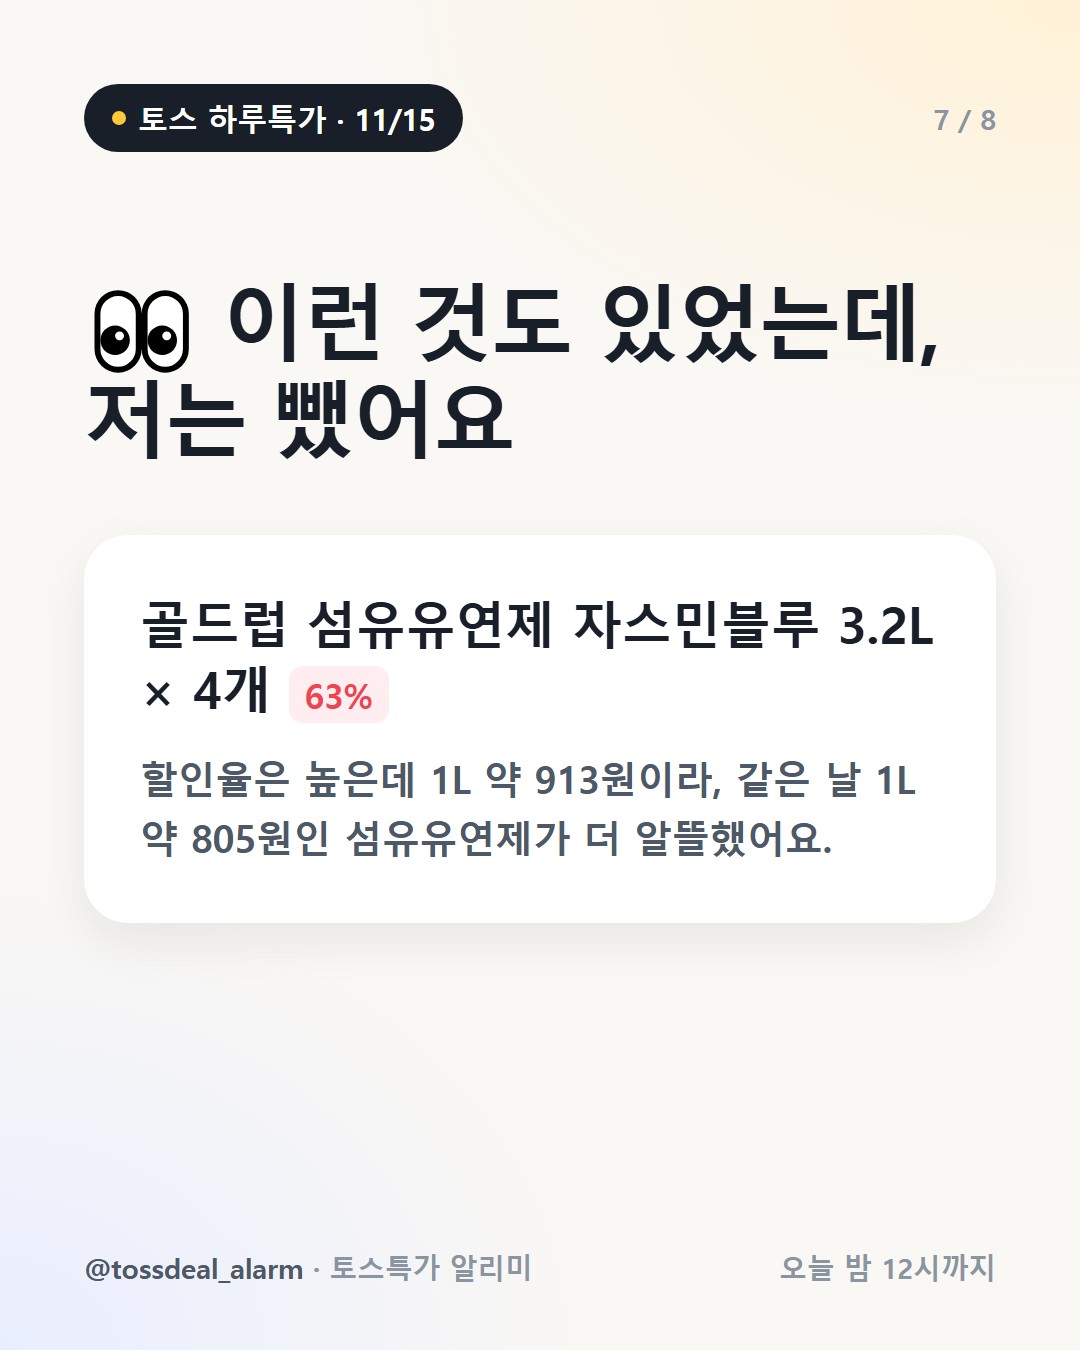 토스 하루특가 · 11/15
7 / 8
👀 이런 것도 있었는데,
저는 뺐어요
골드럽 섬유유연제 자스민블루 3.2L
× 4개 63%
할인율은 높은데 1L 약 913원이라, 같은 날 1L
약 805원인 섬유유연제가 더 알뜰했어요.
@tossdeal_alarm · 토스특가 알리미
오늘 밤 12시까지